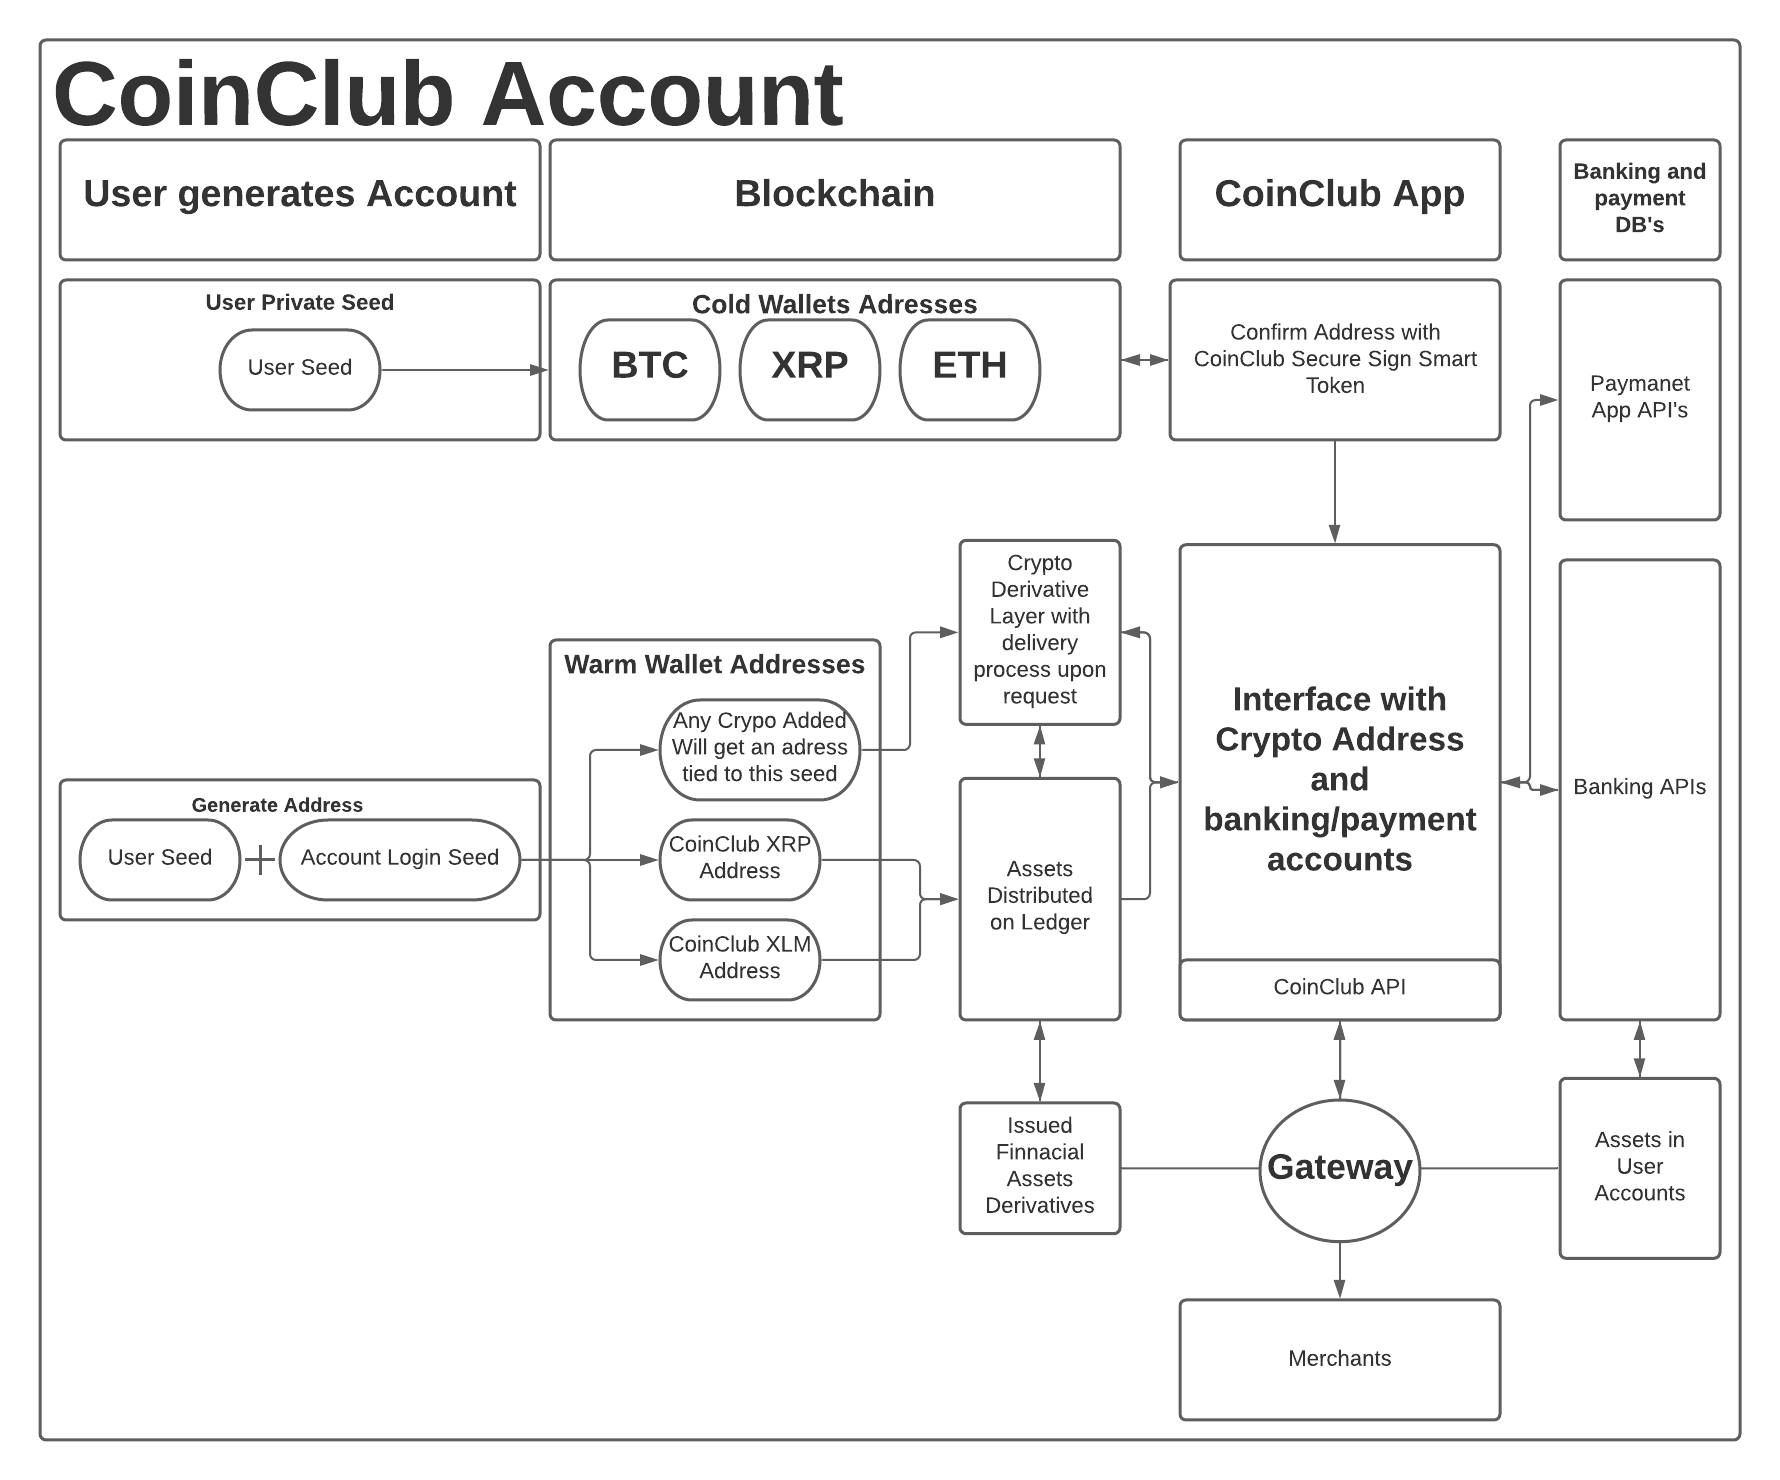 CoinClub Account
User generates Account
Blockchain
CoinClub App
Banking and
payment
DB's
User Private Seed
User Seed
Cold Wallets Adresses
BTC
XRP
ETH
Confirm Address with
CoinClub Secure Sign Smart
Token
Paymanet
App API's
Crypto
Derivative
Layer with
delivery
process upon
request
Warm Wallet Addresses
Any Crypo Added
Will get an adress
tied to this seed
Generate Address
User Seed
Account Login Seed
CoinClub XRP
Address
CoinClub XLM
Address
Assets
Distributed
on Ledger
Interface with
Crypto Address
and
banking/payment
accounts
CoinClub API
Banking APIs
Issued
Finnacial
Assets
Derivatives
Gateway
Assets in
User
Accounts
Merchants